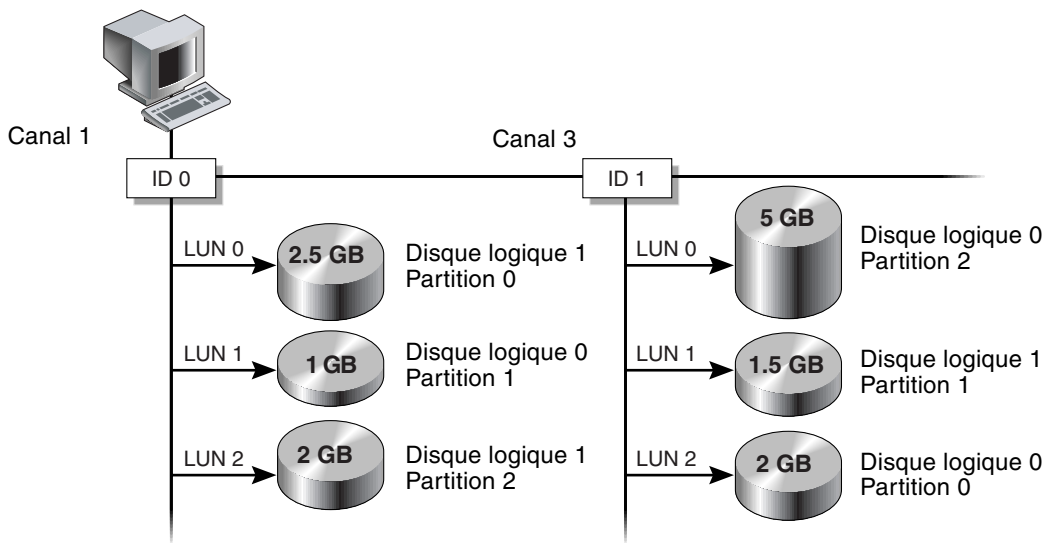 Canal 1
Canal 3
ID 0
ID 1
LUN 0
2.5 GB
Disque logique 1
Partition 0
LUN 1
1 GB
Disque logique 0
Partition 1
LUN 2
2 GB
Disque logique 1
Partition 2
LUN 0
5 GB
Disque logique 0
Partition 2
LUN 1
1.5 GB
Disque logique 1
Partition 1
LUN 2
2 GB
Disque logique 0
Partition 0